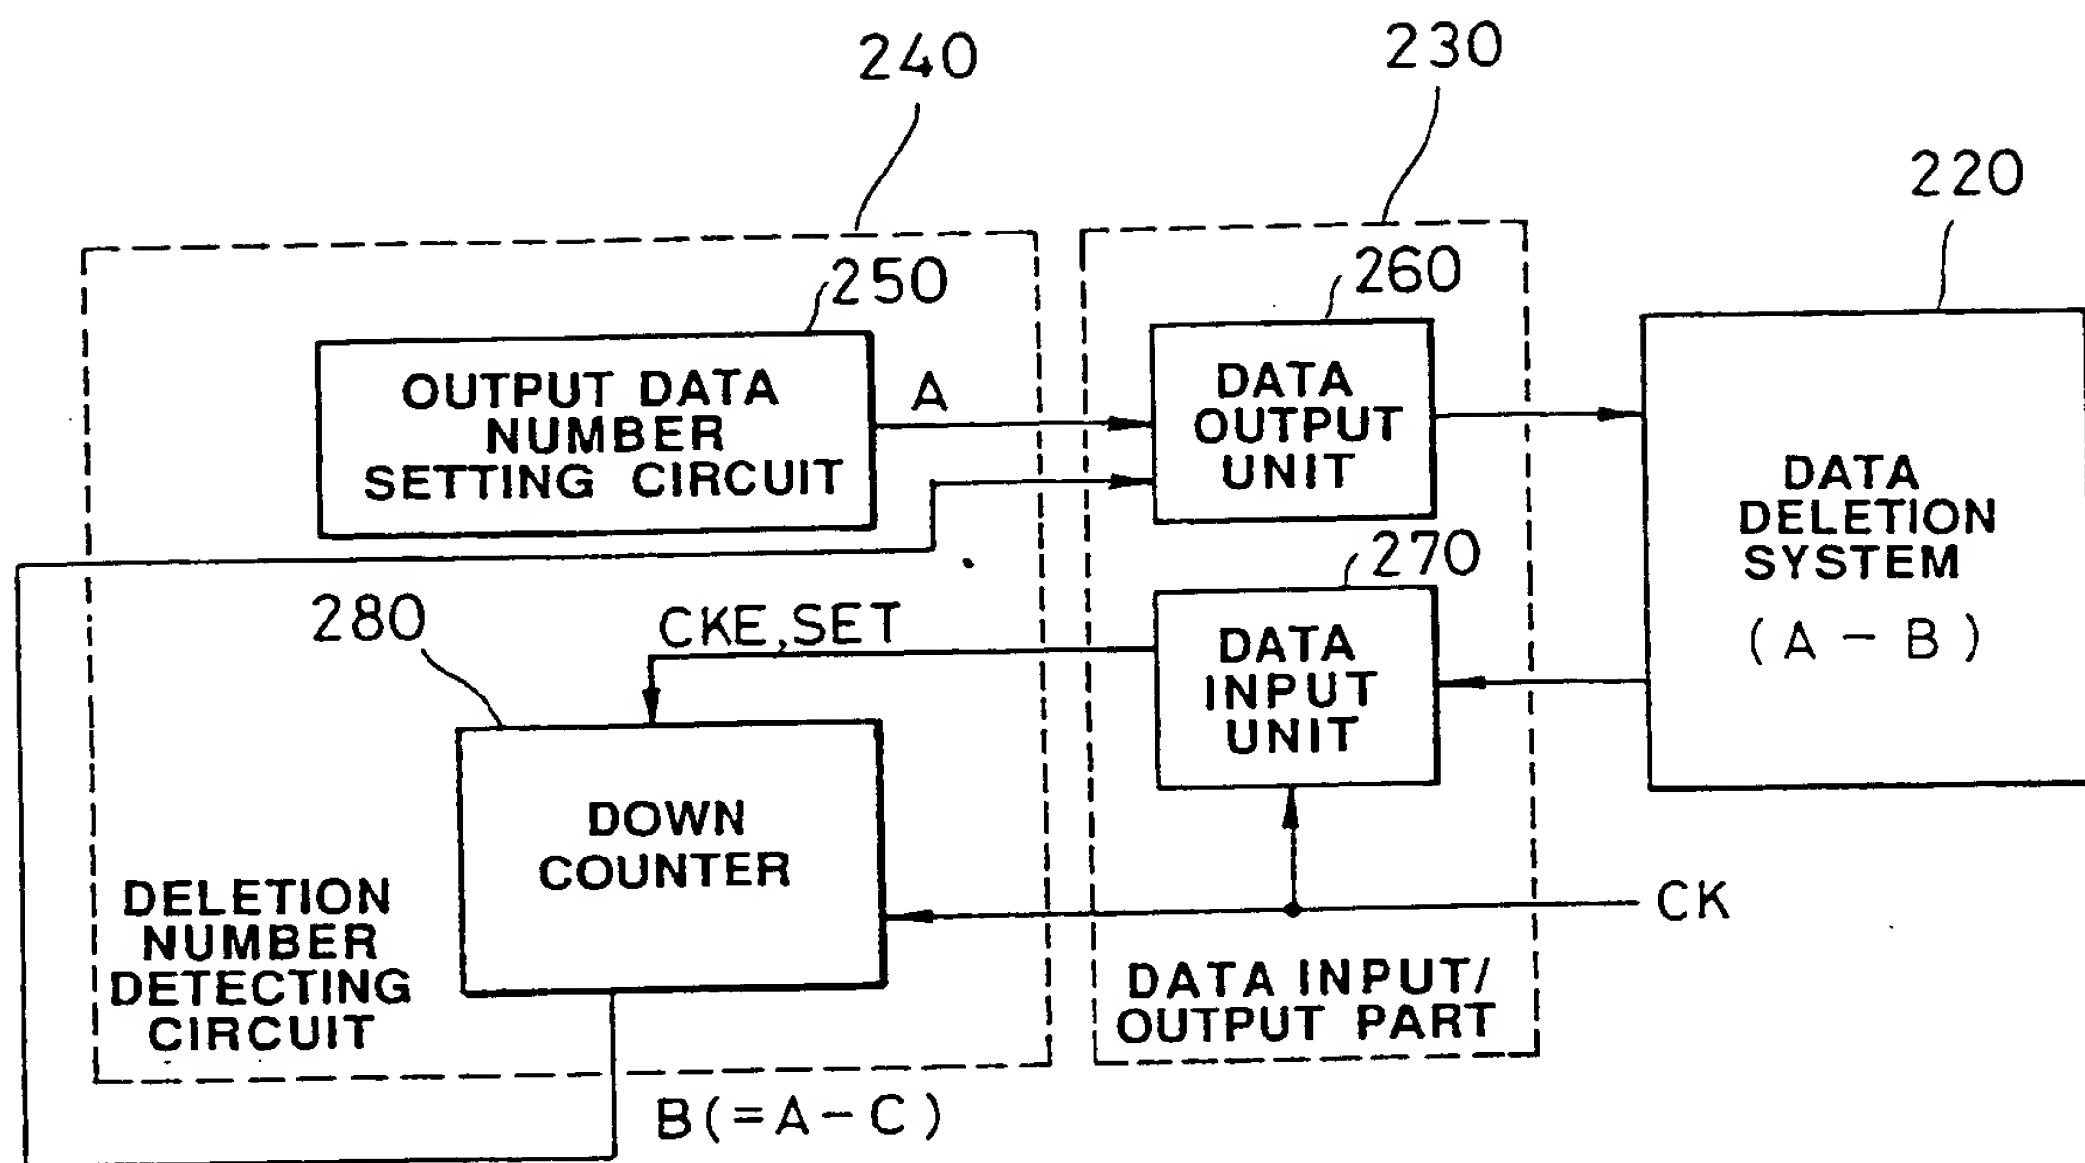 240
230
220
250
260
OUTPUT DATA
NUMBER
SETTING CIRCUIT
A
DATA
OUTPUT
UNIT
DATA
DELETION
SYSTEM
(A - B)
270
280
CKE,SET
DATA
INPUT
UNIT
DOWN
COUNTER
CK
DELETION
NUMBER
DETECTING
CIRCUIT
DATA INPUT/
OUTPUT PART
B(=A-C)